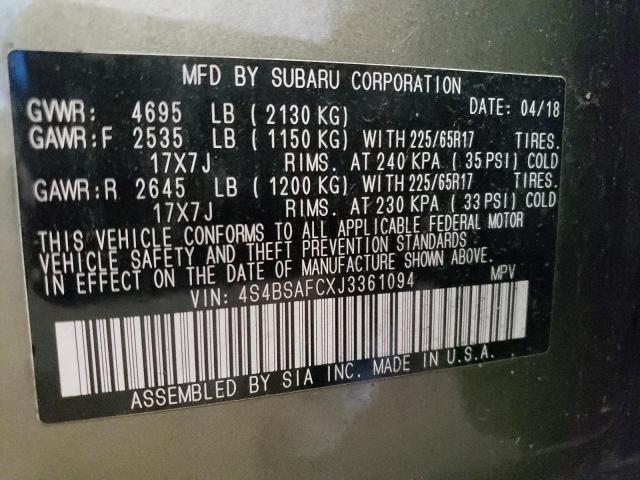 MFD BY SUBARU CORPORATION
GVWR: 4695 LB ( 2130 KG) DATE: 04/18
GAWR:F 2535 LB ( 1150 KG) WITH 225/65R17 TIRES.
17X7J RIMS. AT 240 KPA ( 35 PSI) COLD
GAWR:R 2645 LB ( 1200 KG) WITH 225/65R17 TIRES.
17X7J RIMS. AT 230 KPA ( 33 PSI) COLD
THIS VEHICLE CONFORMS TO ALL APPLICABLE FEDERAL MOTOR
VEHICLE SAFETY AND THEFT PREVENTION STANDARDS
IN EFFECT ON THE DATE OF MANUFACTURE SHOWN ABOVE.
VIN: 4S4BSAFCXJ3361094 MPV
ASSEMBLED BY SIA INC. MADE IN U.S.A.